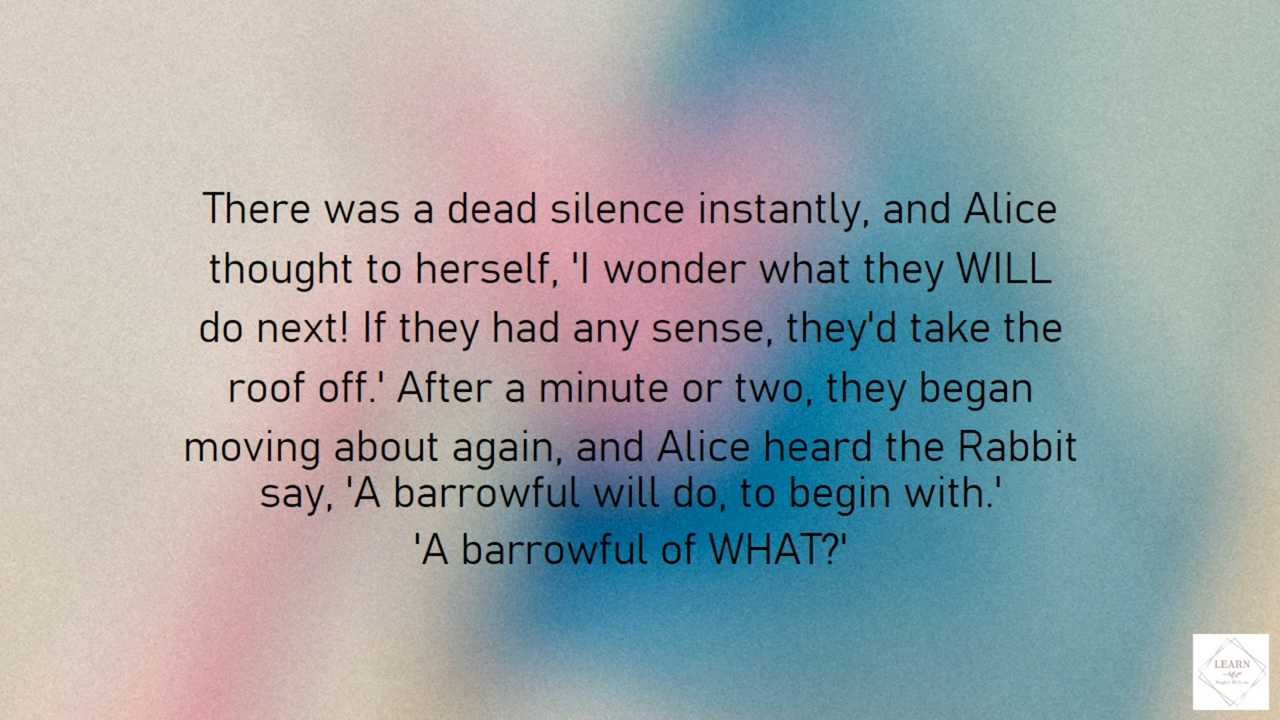 There was a dead silence instantly, and Alice
thought to herself, 'I wonder what they WILL
do next! If they had any sense, they'd take the
roof off.' After a minute or two, they began
moving about again, and Alice heard the Rabbit
say, 'A barrowful will do, to begin with.'
'A barrowful of WHAT?'
LEARN